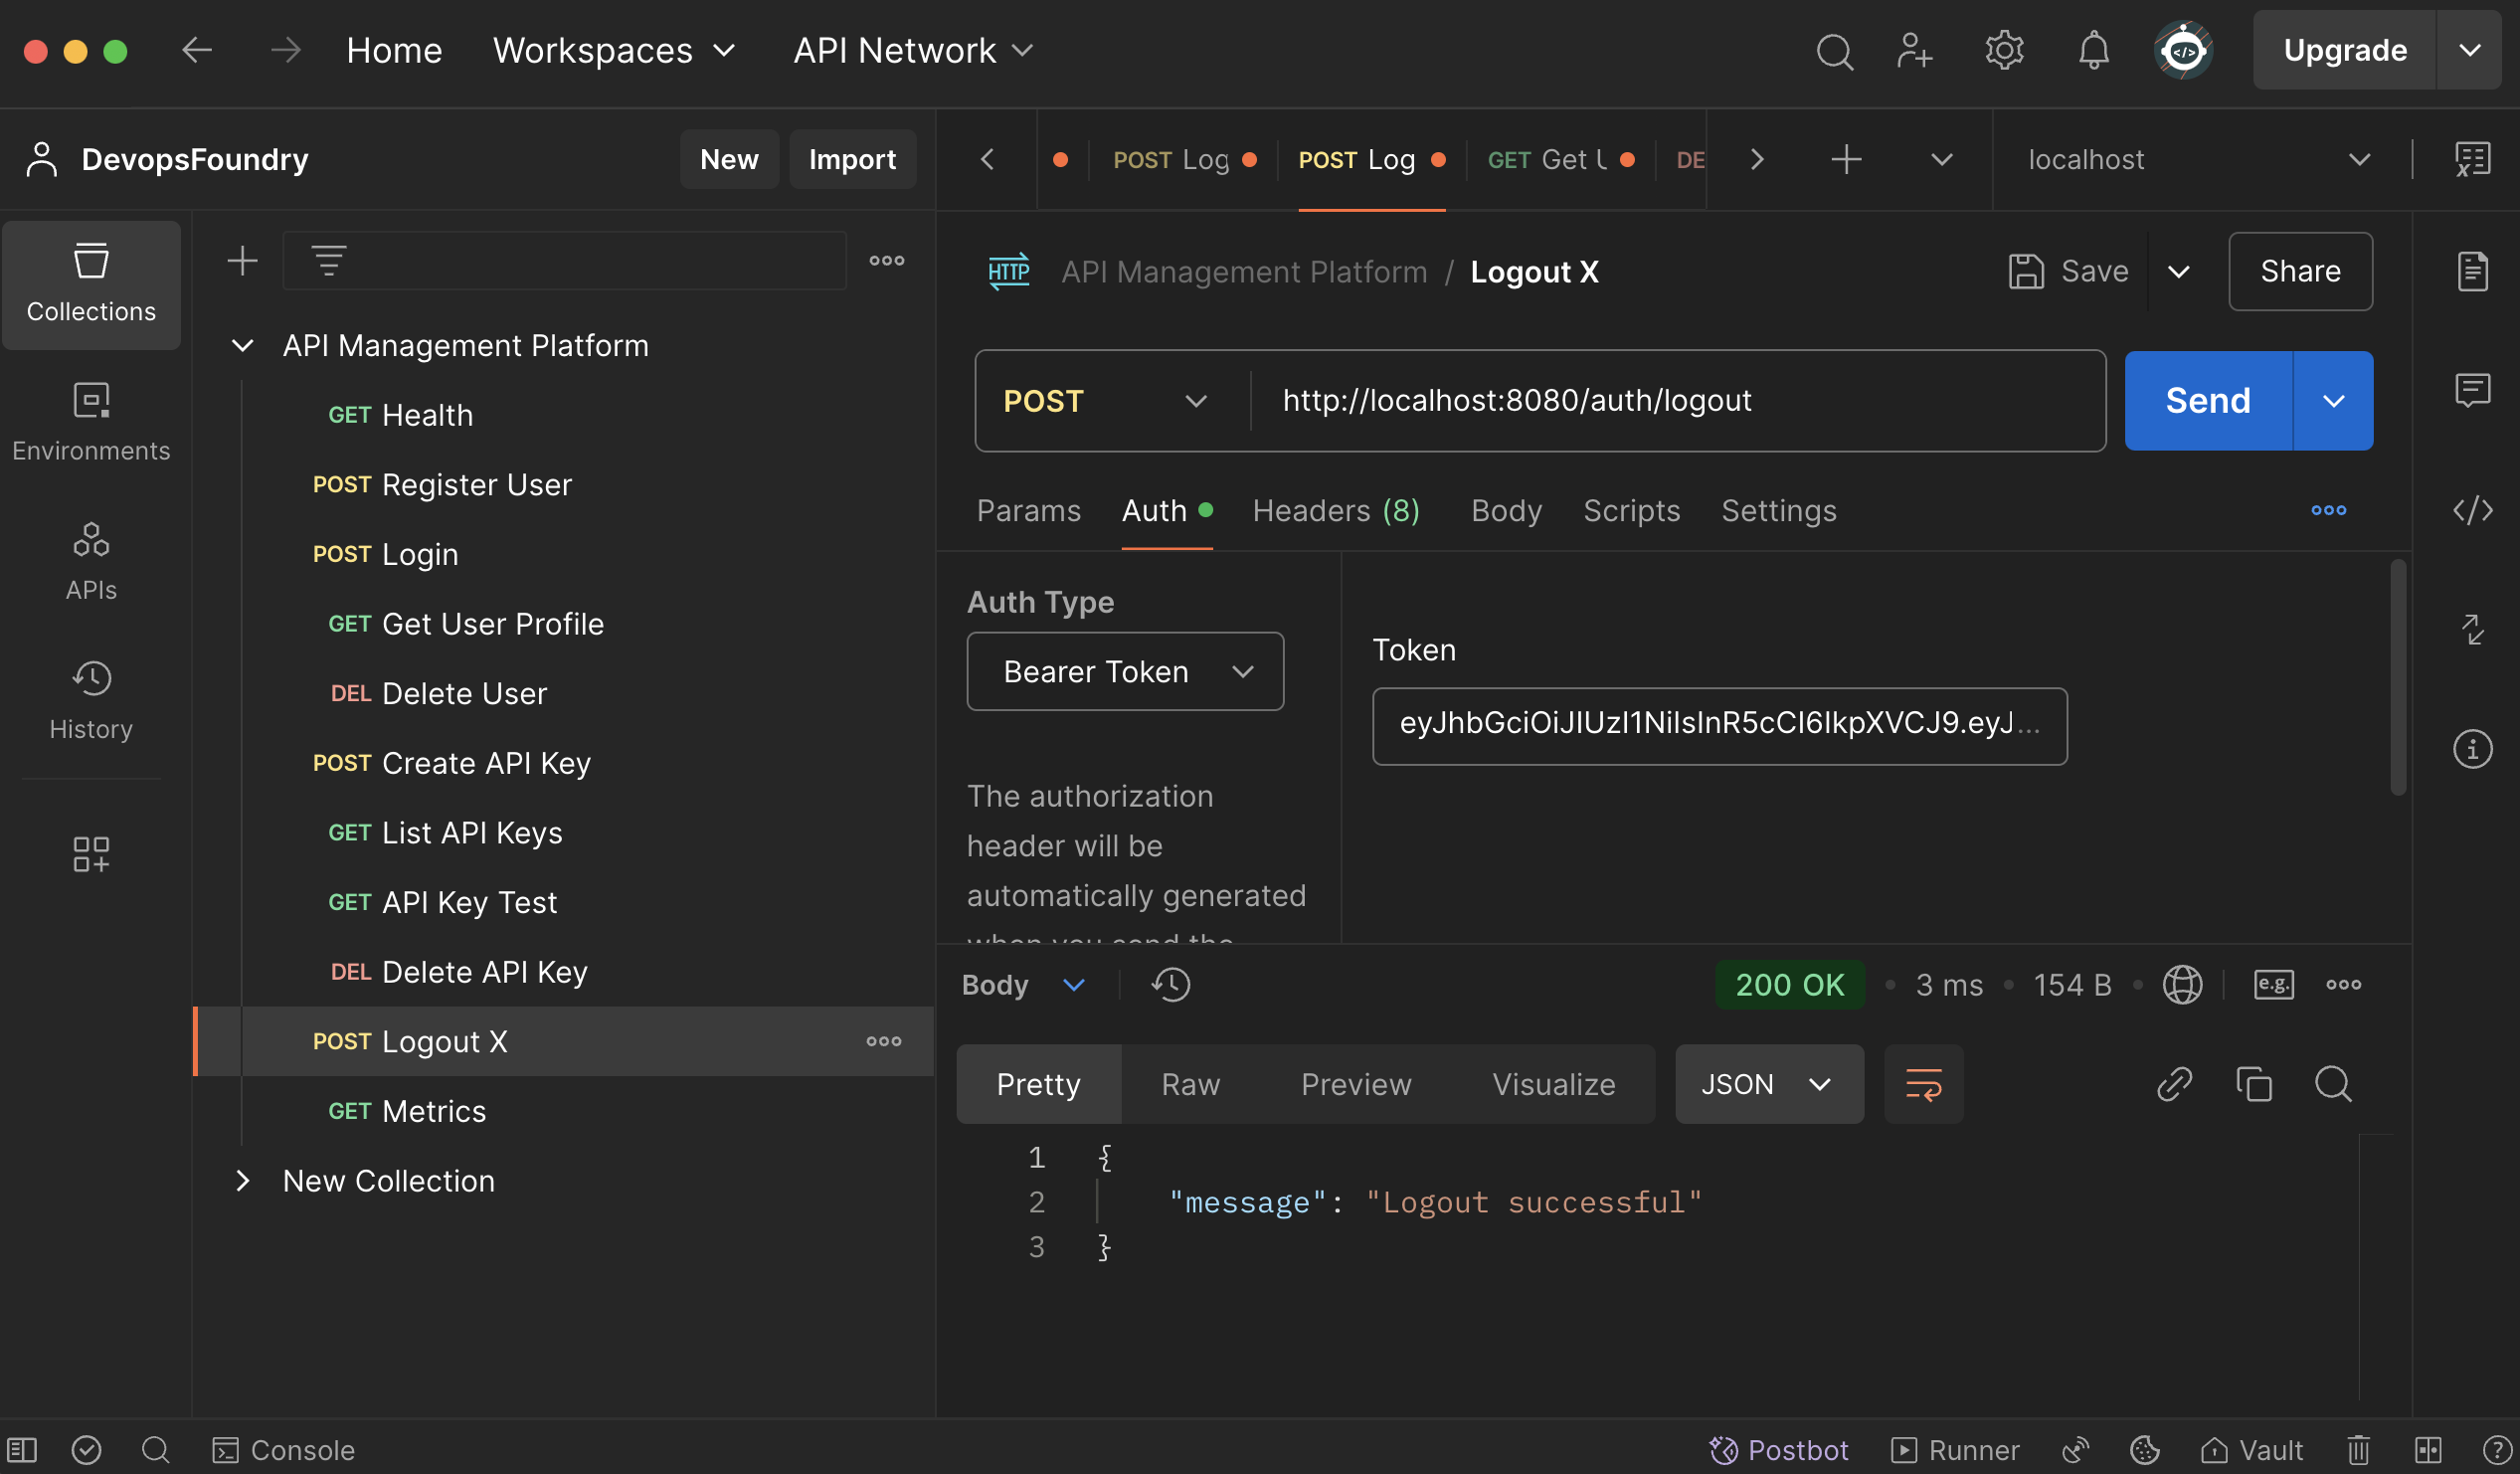 Home Workspaces API Network Upgrade
DevopsFoundry New Import
POST Log POST Log GET Get U DE localhost
Collections
Environments
APIs
History
API Management Platform
GET Health
POST Register User
POST Login
GET Get User Profile
DEL Delete User
POST Create API Key
GET List API Keys
GET API Key Test
DEL Delete API Key
POST Logout X
GET Metrics
New Collection
HTTP API Management Platform / Logout X Save Share
POST http://localhost:8080/auth/logout Send
Params Auth Headers (8) Body Scripts Settings
Auth Type
Bearer Token
The authorization
header will be
automatically generated
when you send the
Token
eyJhbGciOiJIUzI1NiIsInR5cCI6IkpXVCJ9.eyJ...
Body 200 OK 3 ms 154 B e.g.
Pretty Raw Preview Visualize JSON
1 {
2 "message": "Logout successful"
3 }
Console Postbot Runner Vault